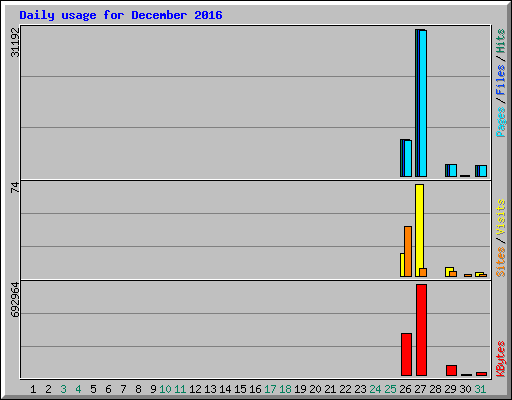 Daily usage for December 2016
31192
Pages/Files/Hits
74
Sites/Visits
692964
KBytes
1 2 3 4 5 6 7 8 9 10 11 12 13 14 15 16 17 18 19 20 21 22 23 24 25 26 27 28 29 30 31